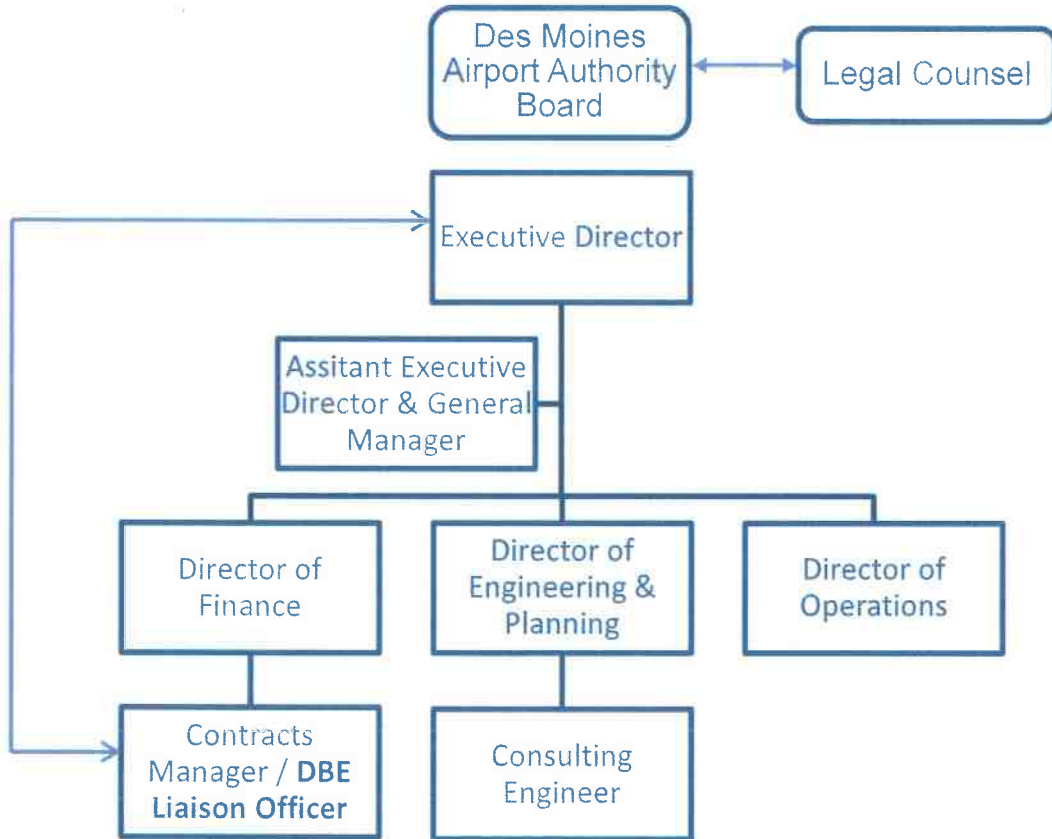 Des Moines
Airport Authority
Board
Legal Counsel
Executive Director
Assitant Executive
Director & General
Manager
Director of
Finance
Director of
Engineering &
Planning
Director of
Operations
Contracts
Manager / DBE
Liaison Officer
Consulting
Engineer